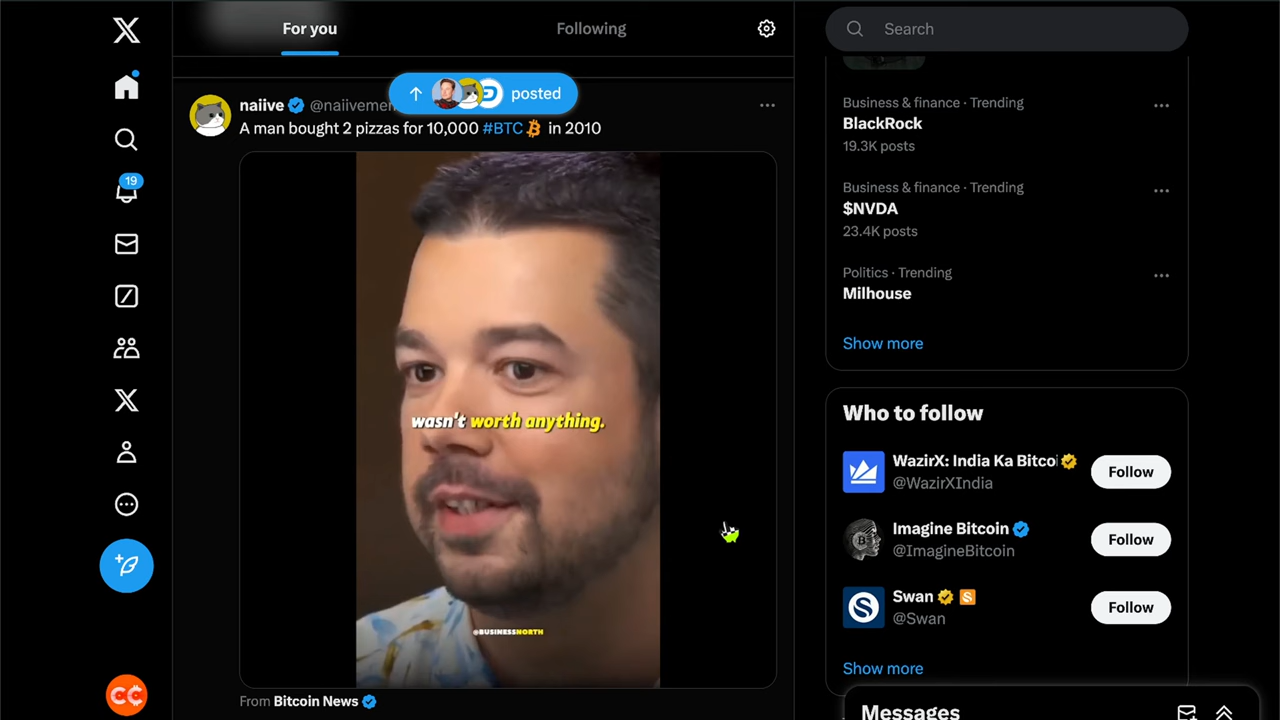 For you
Following
posted
naiive @naiivemen
A man bought 2 pizzas for 10,000 #BTC in 2010
wasn't worth anything.
@BUSINESSNORTH
From Bitcoin News
19
Search
Business & finance · Trending
BlackRock
19.3K posts
Business & finance · Trending
$NVDA
23.4K posts
Politics · Trending
Milhouse
Show more
Who to follow
WazirX: India Ka Bitco
@WazirXIndia
Follow
Imagine Bitcoin
@ImagineBitcoin
Follow
Swan
@Swan
Follow
Show more
Messages